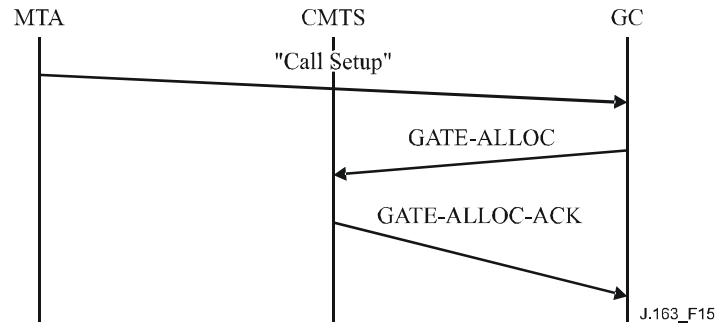 MTA CMTS GC
"Call Setup"
GATE-ALLOC
GATE-ALLOC-ACK
J.163_F15